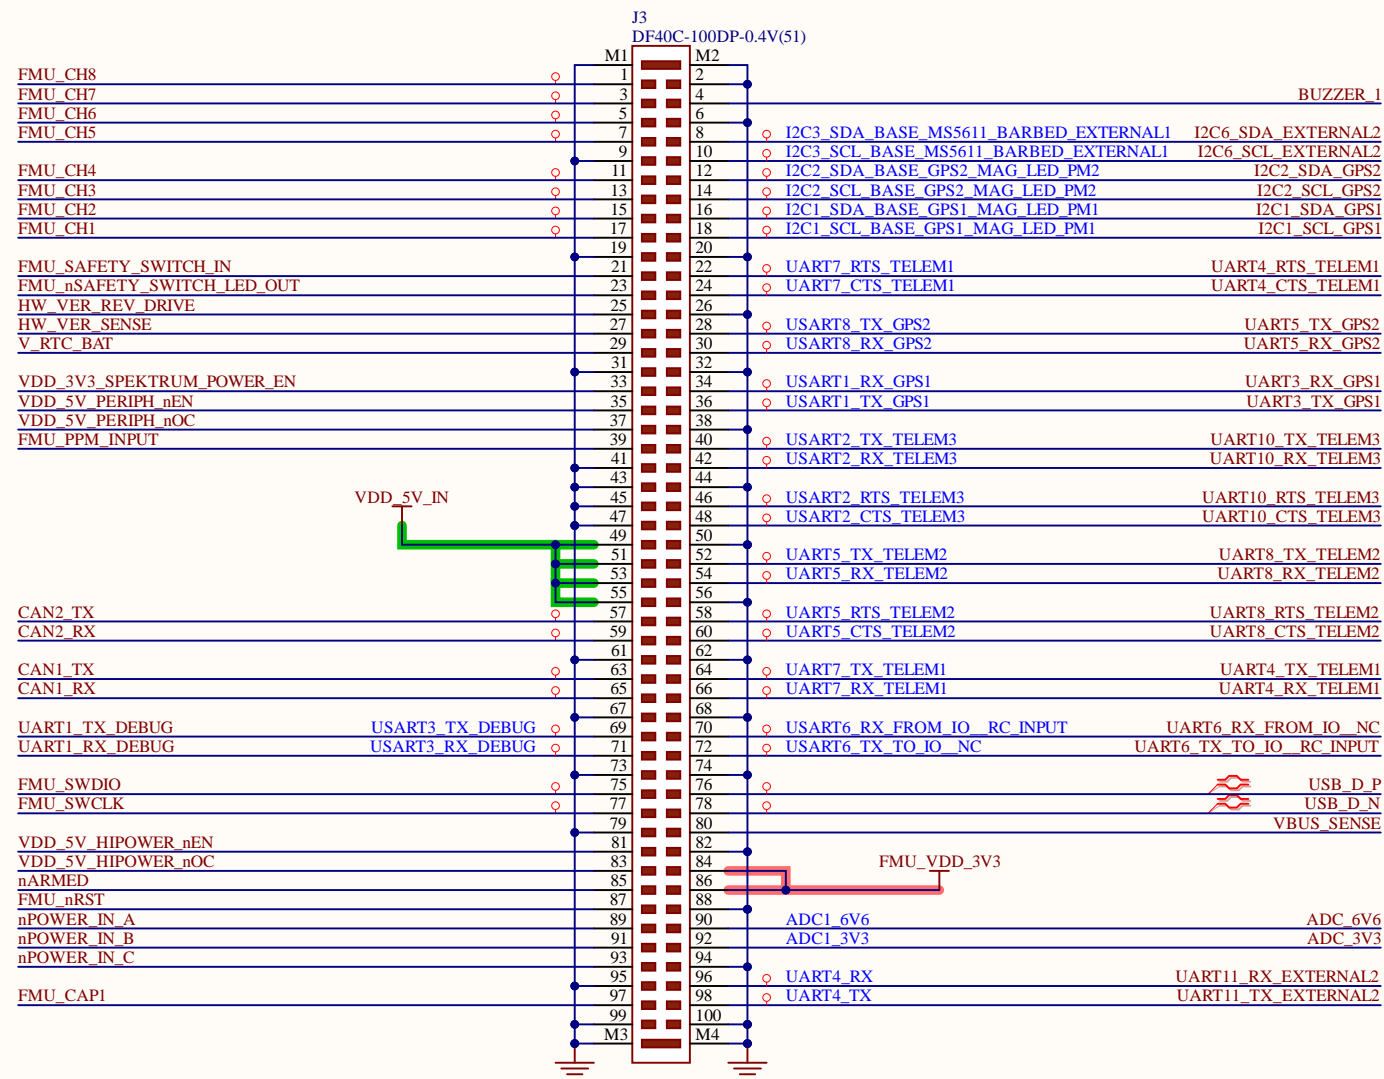 J3
DF40C-100DP-0.4V(51)
M1 M2
FMU_CH8 1 2
FMU_CH7 3 4 BUZZER_1
FMU_CH6 5 6
FMU_CH5 7 8 I2C3_SDA_BASE_MS5611_BARBED_EXTERNAL1 I2C6_SDA_EXTERNAL2
9 10 I2C3_SCL_BASE_MS5611_BARBED_EXTERNAL1 I2C6_SCL_EXTERNAL2
FMU_CH4 11 12 I2C2_SDA_BASE_GPS2_MAG_LED_PM2 I2C2_SDA_GPS2
FMU_CH3 13 14 I2C2_SCL_BASE_GPS2_MAG_LED_PM2 I2C2_SCL_GPS2
FMU_CH2 15 16 I2C1_SDA_BASE_GPS1_MAG_LED_PM1 I2C1_SDA_GPS1
FMU_CH1 17 18 I2C1_SCL_BASE_GPS1_MAG_LED_PM1 I2C1_SCL_GPS1
19 20
FMU_SAFETY_SWITCH_IN 21 22 UART7_RTS_TELEM1 UART4_RTS_TELEM1
FMU_nSAFETY_SWITCH_LED_OUT 23 24 UART7_CTS_TELEM1 UART4_CTS_TELEM1
HW_VER_REV_DRIVE 25 26
HW_VER_SENSE 27 28 USART8_TX_GPS2 UART5_TX_GPS2
V_RTC_BAT 29 30 USART8_RX_GPS2 UART5_RX_GPS2
31 32
VDD_3V3_SPEKTRUM_POWER_EN 33 34 USART1_RX_GPS1 UART3_RX_GPS1
VDD_5V_PERIPH_nEN 35 36 USART1_TX_GPS1 UART3_TX_GPS1
VDD_5V_PERIPH_nOC 37 38
FMU_PPM_INPUT 39 40 USART2_TX_TELEM3 UART10_TX_TELEM3
41 42 USART2_RX_TELEM3 UART10_RX_TELEM3
43 44
VDD_5V_IN 45 46 USART2_RTS_TELEM3 UART10_RTS_TELEM3
47 48 USART2_CTS_TELEM3 UART10_CTS_TELEM3
49 50
51 52 UART5_TX_TELEM2 UART8_TX_TELEM2
53 54 UART5_RX_TELEM2 UART8_RX_TELEM2
55 56
CAN2_TX 57 58 UART5_RTS_TELEM2 UART8_RTS_TELEM2
CAN2_RX 59 60 UART5_CTS_TELEM2 UART8_CTS_TELEM2
61 62
CAN1_TX 63 64 UART7_TX_TELEM1 UART4_TX_TELEM1
CAN1_RX 65 66 UART7_RX_TELEM1 UART4_RX_TELEM1
67 68
UART1_TX_DEBUG USART3_TX_DEBUG 69 70 USART6_RX_FROM_IO__RC_INPUT UART6_RX_FROM_IO__NC
UART1_RX_DEBUG USART3_RX_DEBUG 71 72 USART6_TX_TO_IO__NC UART6_TX_TO_IO__RC_INPUT
73 74
FMU_SWDIO 75 76 USB_D_P
FMU_SWCLK 77 78 USB_D_N
79 80 VBUS_SENSE
VDD_5V_HIPOWER_nEN 81 82
VDD_5V_HIPOWER_nOC 83 84 FMU_VDD_3V3
nARMED 85 86
FMU_nRST 87 88
nPOWER_IN_A 89 90 ADC1_6V6 ADC_6V6
nPOWER_IN_B 91 92 ADC1_3V3 ADC_3V3
nPOWER_IN_C 93 94
95 96 UART4_RX UART11_RX_EXTERNAL2
FMU_CAP1 97 98 UART4_TX UART11_TX_EXTERNAL2
99 100
M3 M4